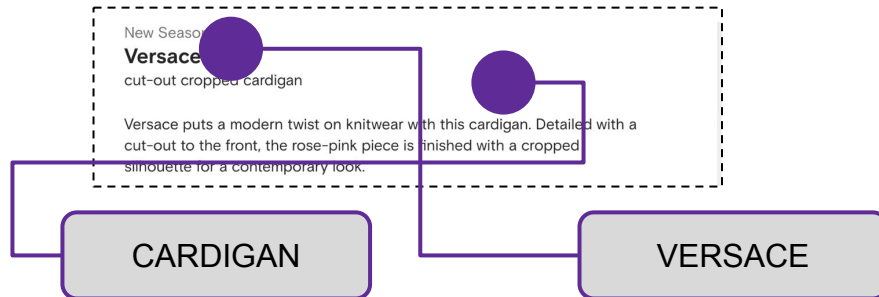 New Season
Versace
cut-out cropped cardigan
Versace puts a modern twist on knitwear with this cardigan. Detailed with a
cut-out to the front, the rose-pink piece is finished with a cropped
silhouette for a contemporary look.
CARDIGAN
VERSACE